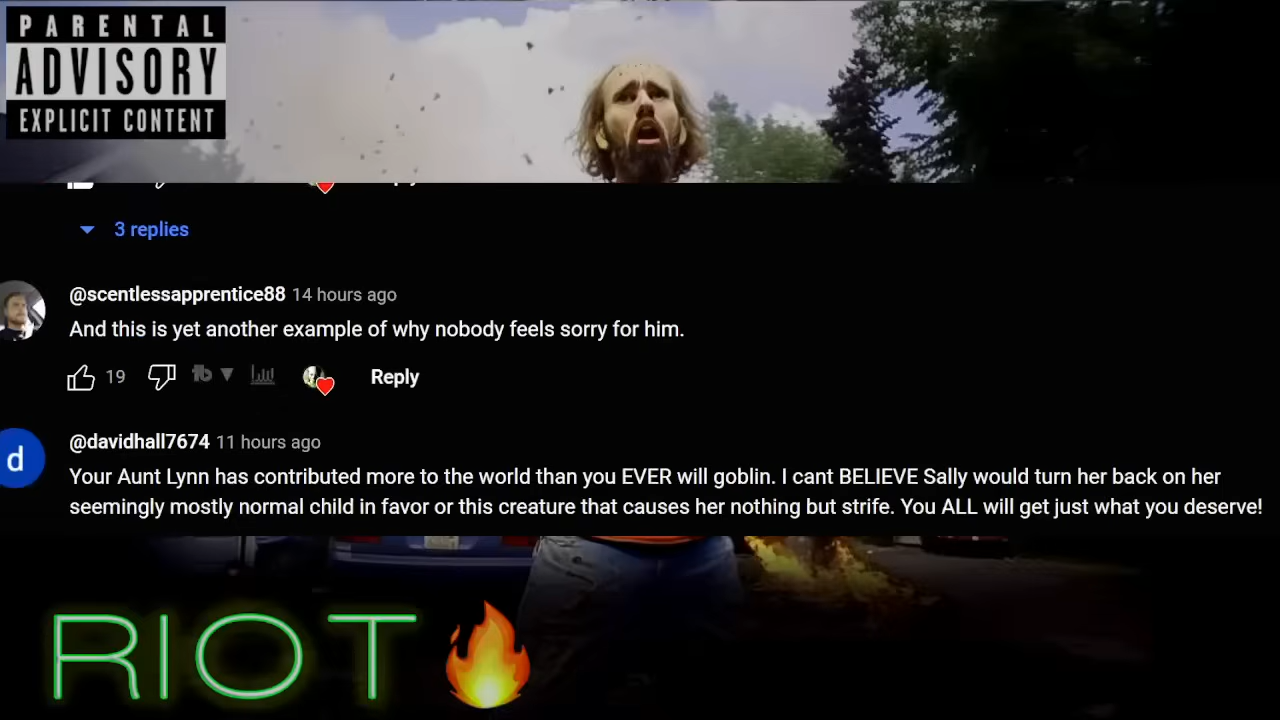 PARENTAL
ADVISORY
EXPLICIT CONTENT
3 replies
@scentlessapprentice88 14 hours ago
And this is yet another example of why nobody feels sorry for him.
19
Reply
@davidhall7674 11 hours ago
d
Your Aunt Lynn has contributed more to the world than you EVER will goblin. I cant BELIEVE Sally would turn her back on her
seemingly mostly normal child in favor or this creature that causes her nothing but strife. You ALL will get just what you deserve!
RIOT🔥